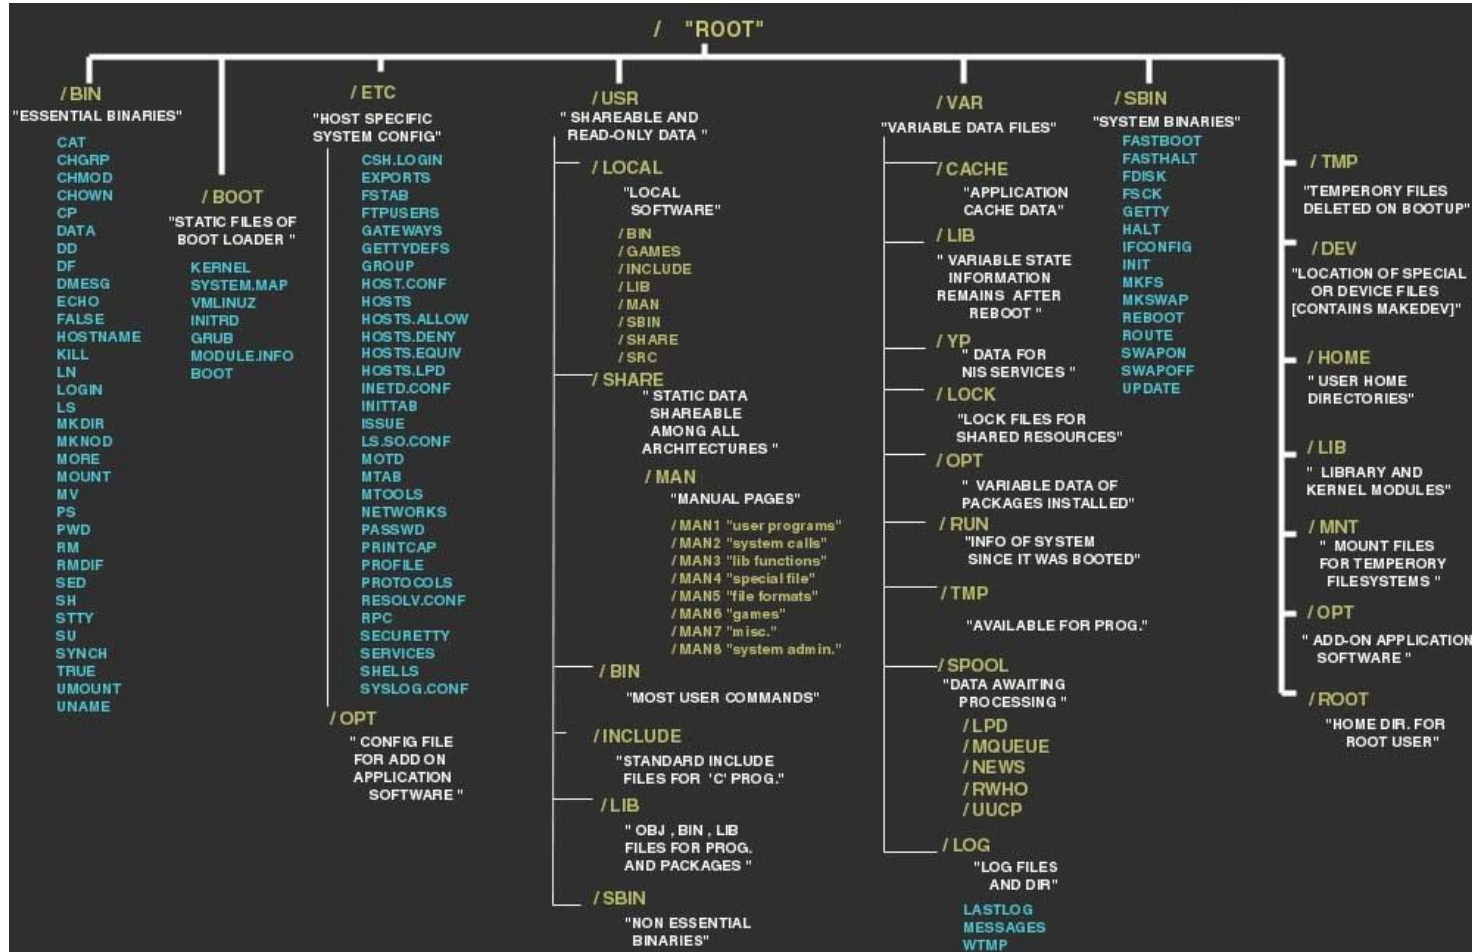 / "ROOT"
/BIN
"ESSENTIAL BINARIES"
CAT
CHGRP
CHMOD
CHOWN
CP
DATA
DD
DF
DMESG
ECHO
FALSE
HOSTNAME
KILL
LN
LOGIN
LS
MKDIR
MKNOD
MORE
MOUNT
MV
PS
PWD
RM
RMDIF
SED
SH
STTY
SU
SYNCH
TRUE
UMOUNT
UNAME
/BOOT
"STATIC FILES OF
BOOT LOADER "
KERNEL
SYSTEM.MAP
VMLINUZ
INITRD
GRUB
MODULE.INFO
BOOT
/ETC
"HOST SPECIFIC
SYSTEM CONFIG"
CSH.LOGIN
EXPORTS
FSTAB
FTPUSERS
GATEWAYS
GETTYDEFS
GROUP
HOST.CONF
HOSTS
HOSTS.ALLOW
HOSTS.DENY
HOSTS.EQUIV
HOSTS.LPD
INETD.CONF
INITTAB
ISSUE
LS.SO.CONF
MOTD
MTAB
MTOOLS
NETWORKS
PASSWD
PRINTCAP
PROFILE
PROTOCOLS
RESOLV.CONF
RPC
SECURETTY
SERVICES
SHELLS
SYSLOG.CONF
/OPT
" CONFIG FILE
FOR ADD ON
APPLICATION
SOFTWARE "
/USR
" SHAREABLE AND
READ-ONLY DATA "
/LOCAL
"LOCAL
SOFTWARE"
/BIN
/GAMES
/INCLUDE
/LIB
/MAN
/SBIN
/SHARE
/SRC
/SHARE
" STATIC DATA
SHAREABLE
AMONG ALL
ARCHITECTURES "
/MAN
"MANUAL PAGES"
/MAN1 "user programs"
/MAN2 "system calls"
/MAN3 "lib functions"
/MAN4 "special file"
/MAN5 "file formats"
/MAN6 "games"
/MAN7 "misc."
/MAN8 "system admin."
/BIN
"MOST USER COMMANDS"
/INCLUDE
"STANDARD INCLUDE
FILES FOR 'C' PROG."
/LIB
" OBJ , BIN , LIB
FILES FOR PROG.
AND PACKAGES "
/SBIN
"NON ESSENTIAL
BINARIES"
/VAR
"VARIABLE DATA FILES"
/CACHE
"APPLICATION
CACHE DATA"
/LIB
" VARIABLE STATE
INFORMATION
REMAINS AFTER
REBOOT "
/YP
" DATA FOR
NIS SERVICES "
/LOCK
"LOCK FILES FOR
SHARED RESOURCES"
/OPT
" VARIABLE DATA OF
PACKAGES INSTALLED"
/RUN
"INFO OF SYSTEM
SINCE IT WAS BOOTED"
/TMP
"AVAILABLE FOR PROG."
/SPOOL
"DATA AWAITING
PROCESSING "
/LPD
/MQUEUE
/NEWS
/RWHO
/UUCP
/LOG
"LOG FILES
AND DIR"
LASTLOG
MESSAGES
WTMP
/SBIN
"SYSTEM BINARIES"
FASTBOOT
FASTHALT
FDISK
FSCK
GETTY
HALT
IFCONFIG
INIT
MKFS
MKSWAP
REBOOT
ROUTE
SWAPON
SWAPOFF
UPDATE
/TMP
"TEMPERORY FILES
DELETED ON BOOTUP"
/DEV
"LOCATION OF SPECIAL
OR DEVICE FILES
[CONTAINS MAKEDEV]"
/HOME
" USER HOME
DIRECTORIES"
/LIB
" LIBRARY AND
KERNEL MODULES"
/MNT
" MOUNT FILES
FOR TEMPERORY
FILESYSTEMS "
/OPT
" ADD-ON APPLICATION
SOFTWARE "
/ROOT
"HOME DIR. FOR
ROOT USER"